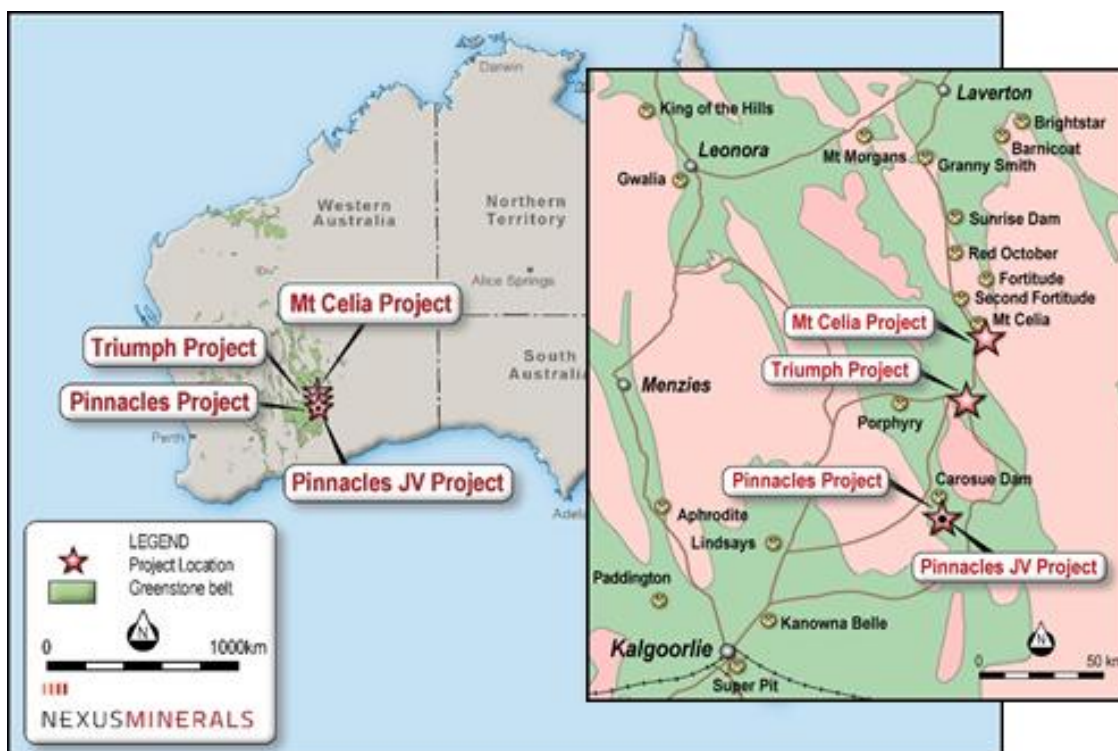 Darwin
Western
Australia
Northern
Territory
Alice Springs
South
Australia
Perth
Adela
Mt Celia Project
Triumph Project
Pinnacles Project
Pinnacles JV Project
LEGEND
Project Location
Greenstone belt
N
0 1000km
NEXUSMINERALS
King of the Hills
Laverton
Brightstar
Barnicoat
Leonora
Mt Morgans
Granny Smith
Gwalia
Sunrise Dam
Red October
Fortitude
Second Fortitude
Mt Celia
Mt Celia Project
Triumph Project
Menzies
Porphyry
Pinnacles Project
Carosue Dam
Aphrodite
Lindsays
Pinnacles JV Project
Paddington
Kanowna Belle
Kalgoorlie
Super Pit
N
0 50 km